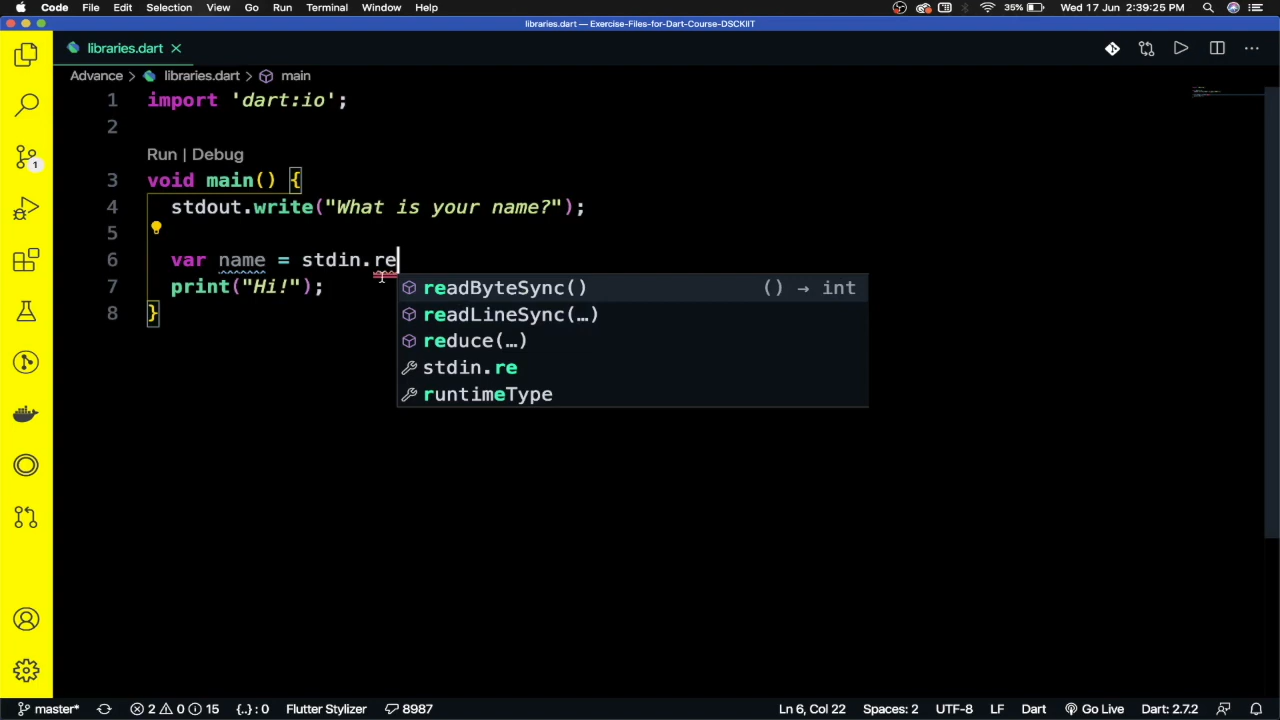 Code File Edit Selection View Go Run Terminal Window Help 35% Wed 17 Jun 2:39:25 PM
libraries.dart — Exercise-Files-for-Dart-Course-DSCKIIT
libraries.dart
Advance > libraries.dart > main
1 import 'dart:io';
2
Run | Debug
3 void main() {
4 stdout.write("What is your name?");
5
6 var name = stdin.re
7 print("Hi!");
8 }
readByteSync() () → int
readLineSync(…)
reduce(…)
stdin.re
runtimeType
1
master* 2 0 15 {..} : 0 Flutter Stylizer 8987 Ln 6, Col 22 Spaces: 2 UTF-8 LF Dart Go Live Dart: 2.7.2